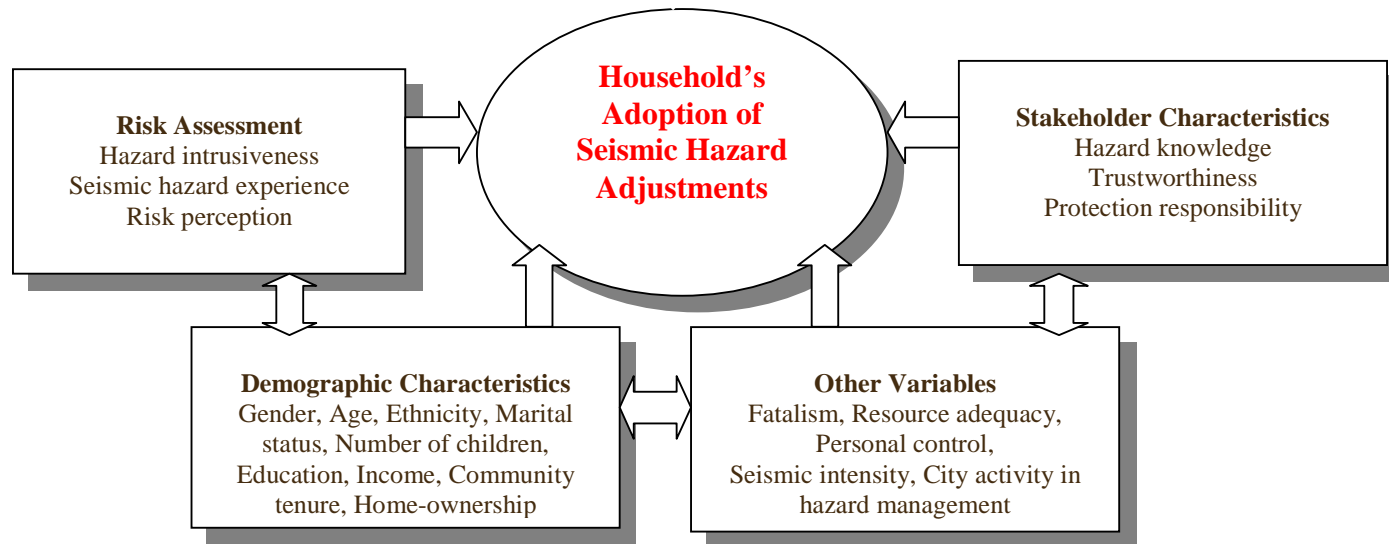 Household's
Adoption of
Seismic Hazard
Adjustments
Risk Assessment
Hazard intrusiveness
Seismic hazard experience
Risk perception
Stakeholder Characteristics
Hazard knowledge
Trustworthiness
Protection responsibility
Demographic Characteristics
Gender, Age, Ethnicity, Marital
status, Number of children,
Education, Income, Community
tenure, Home-ownership
Other Variables
Fatalism, Resource adequacy,
Personal control,
Seismic intensity, City activity in
hazard management